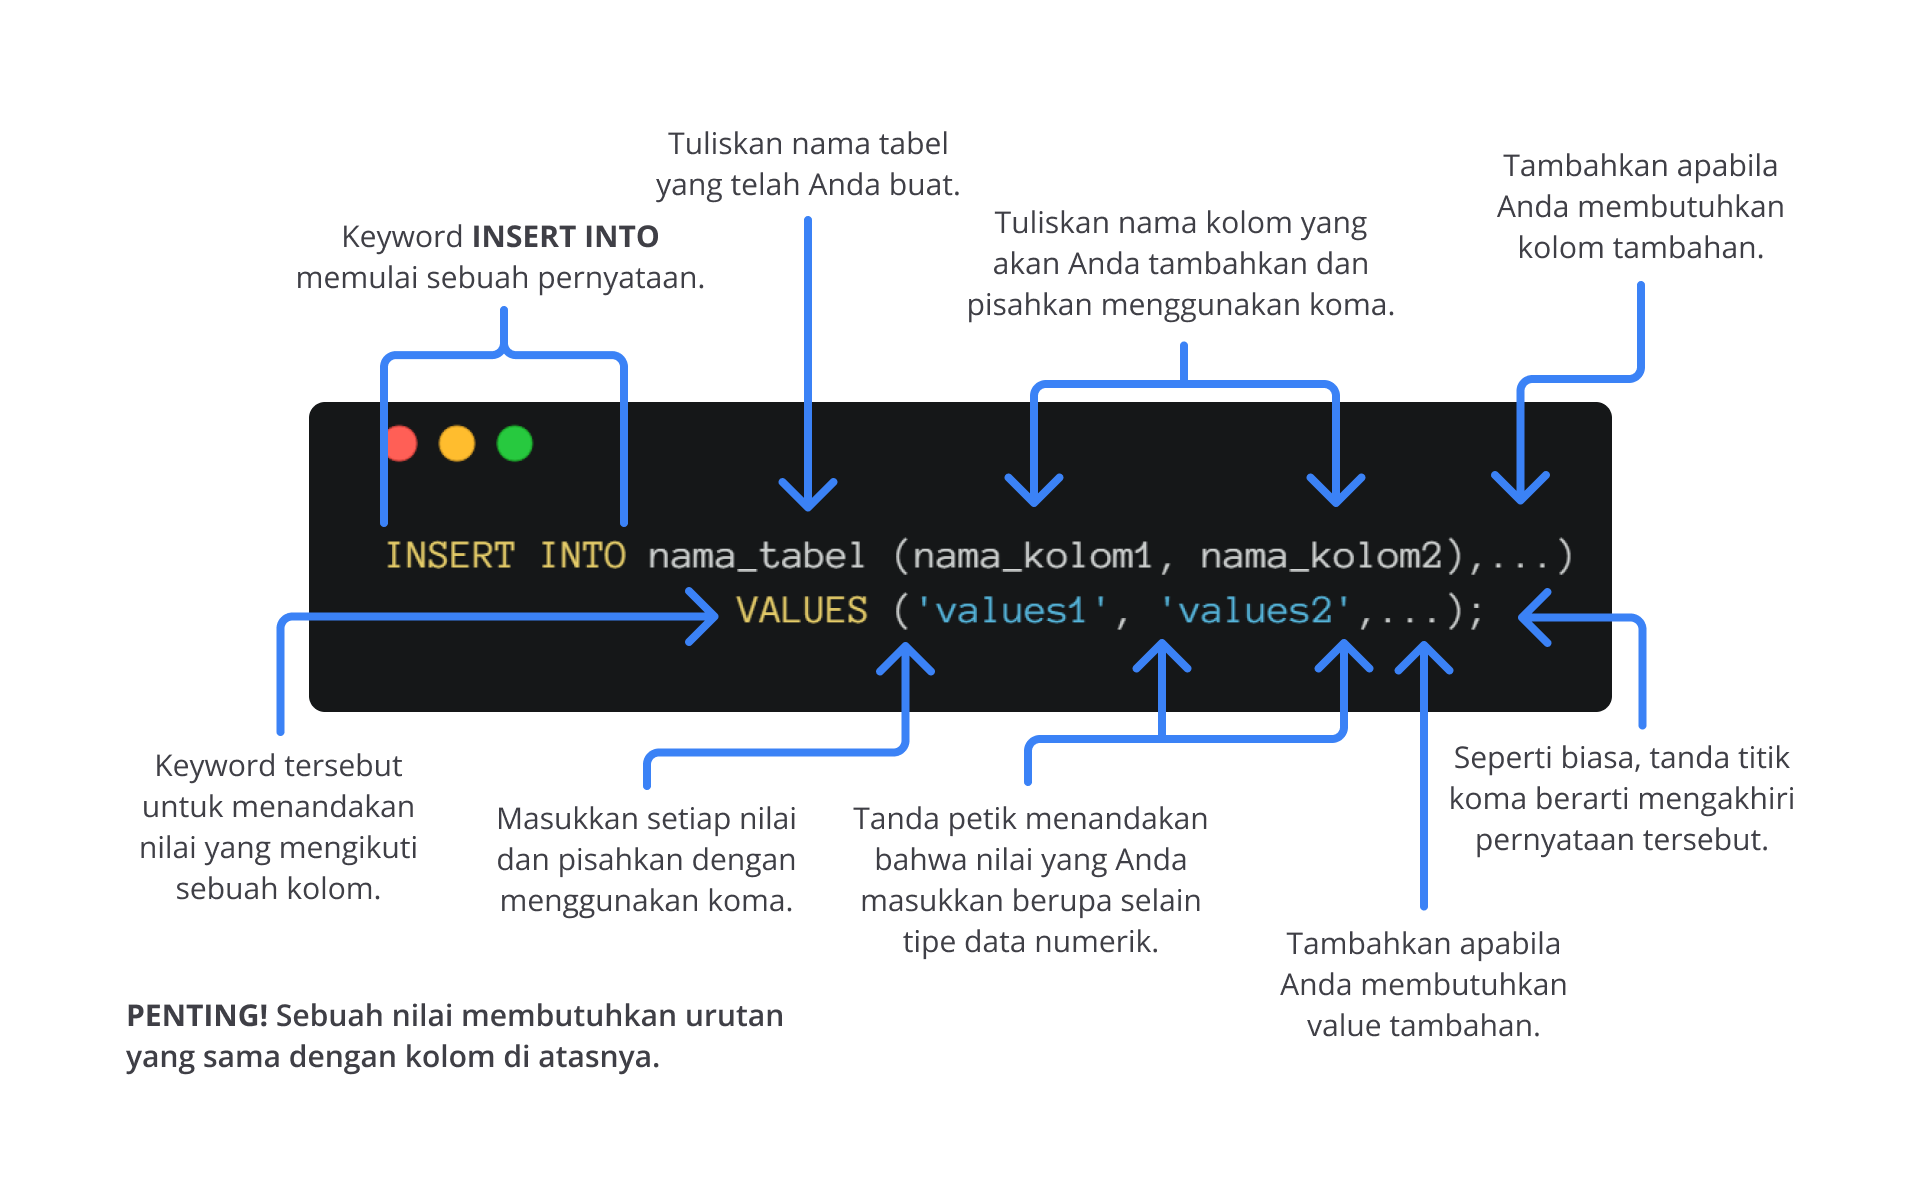 Tuliskan nama tabel
yang telah Anda buat.
Tambahkan apabila
Anda membutuhkan
kolom tambahan.
Keyword INSERT INTO
memulai sebuah pernyataan.
Tuliskan nama kolom yang
akan Anda tambahkan dan
pisahkan menggunakan koma.
INSERT INTO nama_tabel (nama_kolom1, nama_kolom2),...)
VALUES ('values1', 'values2',...);
Keyword tersebut
untuk menandakan
nilai yang mengikuti
sebuah kolom.
Masukkan setiap nilai
dan pisahkan dengan
menggunakan koma.
Tanda petik menandakan
bahwa nilai yang Anda
masukkan berupa selain
tipe data numerik.
Seperti biasa, tanda titik
koma berarti mengakhiri
pernyataan tersebut.
Tambahkan apabila
Anda membutuhkan
value tambahan.
PENTING! Sebuah nilai membutuhkan urutan
yang sama dengan kolom di atasnya.